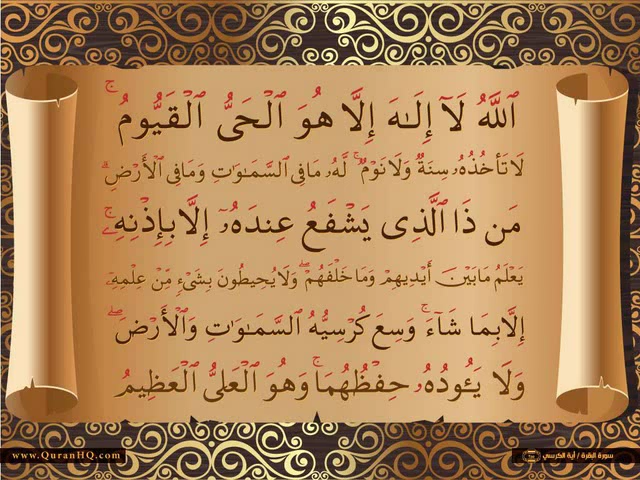 ٱللَّهُ لَآ إِلَـٰهَ إِلَّا هُوَ ٱلْحَىُّ ٱلْقَيُّومُ ۚ
لَا تَأْخُذُهُۥ سِنَةٌ وَلَا نَوْمٌ ۚ لَّهُۥ مَا فِى ٱلسَّمَـٰوَٰتِ وَمَا فِى ٱلْأَرْضِ ۗ
مَن ذَا ٱلَّذِى يَشْفَعُ عِندَهُۥٓ إِلَّا بِإِذْنِهِۦ ۚ
يَعْلَمُ مَا بَيْنَ أَيْدِيهِمْ وَمَا خَلْفَهُمْ ۖ وَلَا يُحِيطُونَ بِشَىْءٍ مِّنْ عِلْمِهِۦٓ
إِلَّا بِمَا شَآءَ ۚ وَسِعَ كُرْسِيُّهُ ٱلسَّمَـٰوَٰتِ وَٱلْأَرْضَ ۖ
وَلَا يَـُٔودُهُۥ حِفْظُهُمَا ۚ وَهُوَ ٱلْعَلِىُّ ٱلْعَظِيمُ
www.QuranHQ.com
سورة البقرة / آية الكرسي